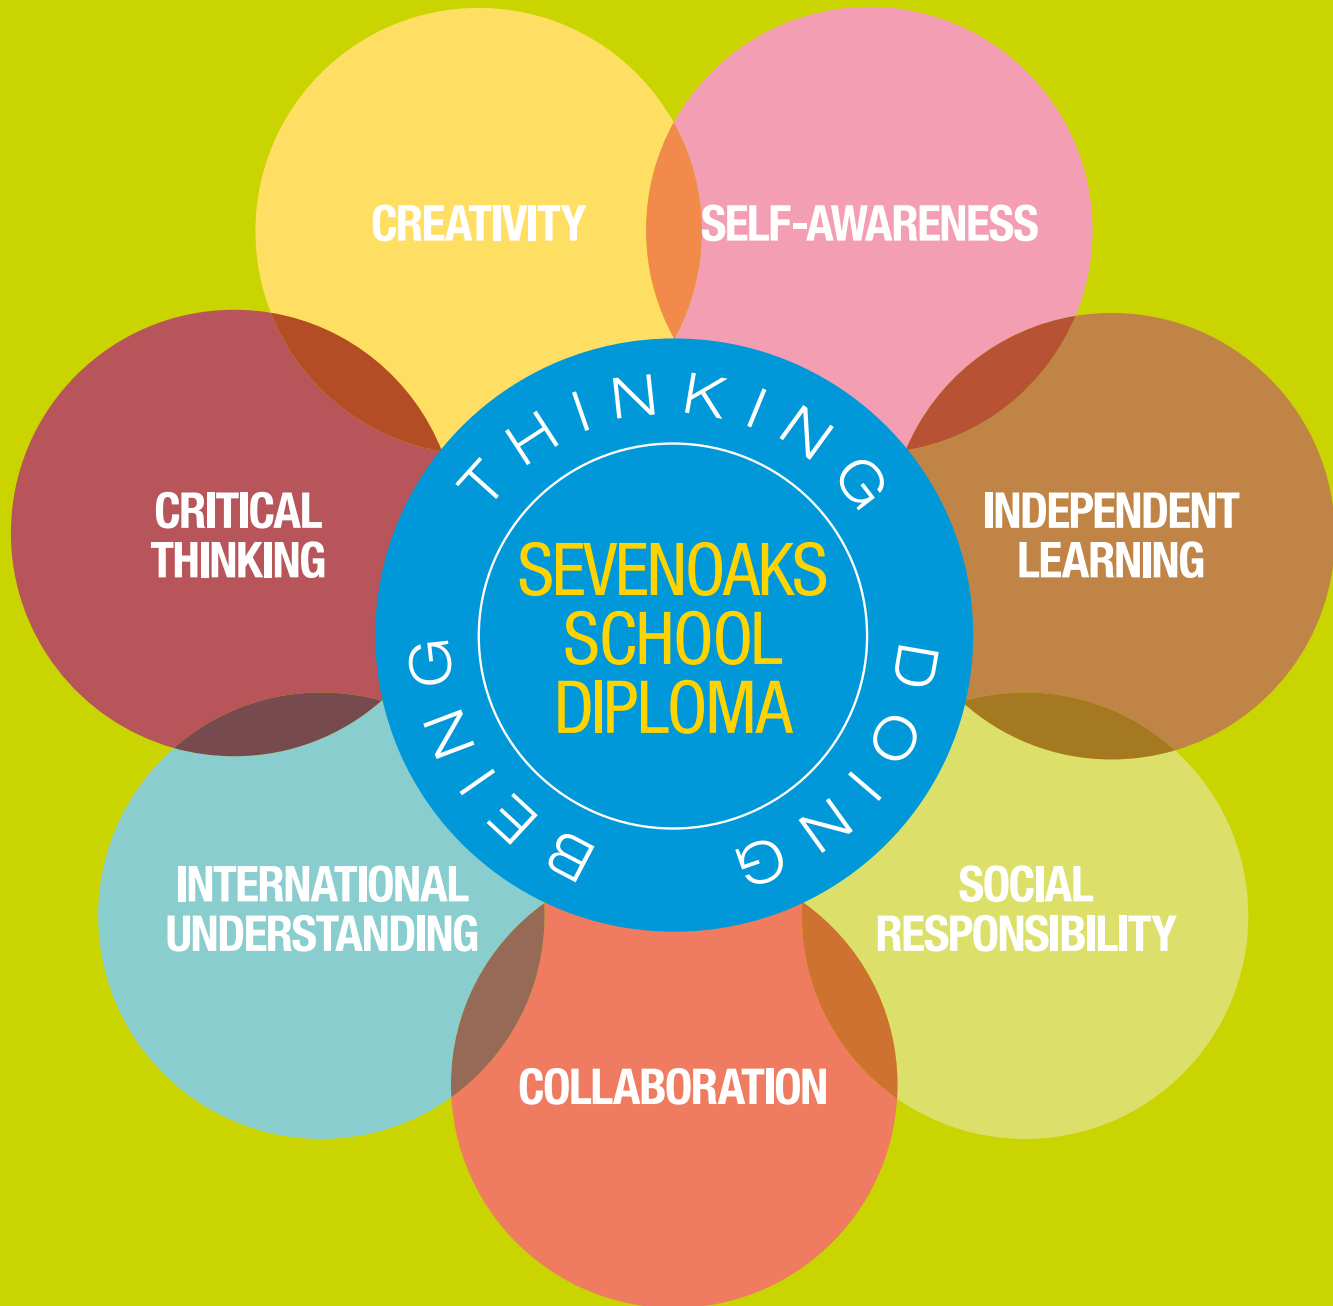 CREATIVITY
SELF-AWARENESS
CRITICAL
THINKING
INDEPENDENT
LEARNING
THINKING
DOING
BEING
SEVENOAKS
SCHOOL
DIPLOMA
INTERNATIONAL
UNDERSTANDING
SOCIAL
RESPONSIBILITY
COLLABORATION